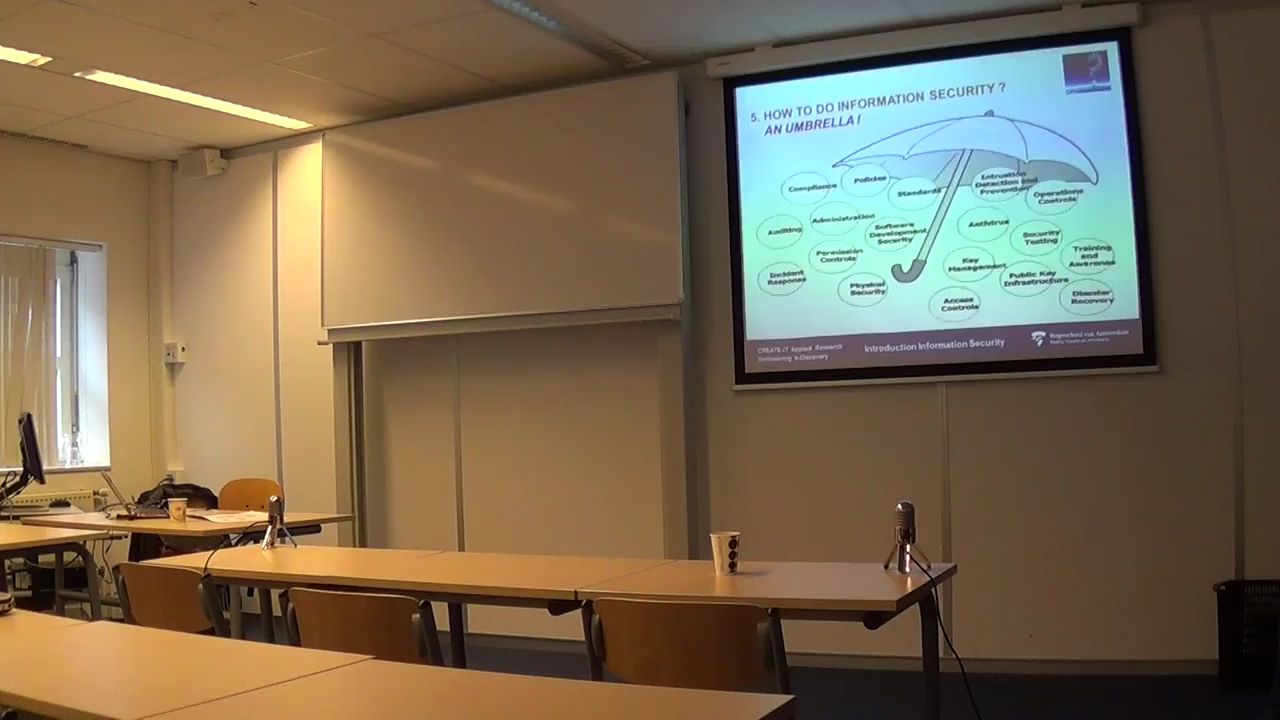 5. HOW TO DO INFORMATION SECURITY ?
AN UMBRELLA !
Compliance
Policies
Standards
Intrustion
Detection and
Prevention
Operations
Controls
Auditing
Administration
Software
Development
Security
Antivirus
Security
Testing
Permission
Controls
Key
Management
Training
and
Awareness
Incident
Response
Physical
Security
Public Key
Infrastructure
Access
Controls
Disaster
Recovery
CREATE-IT Applied Research
e-Discovery
Introduction Information Security
Hogeschool van Amsterdam